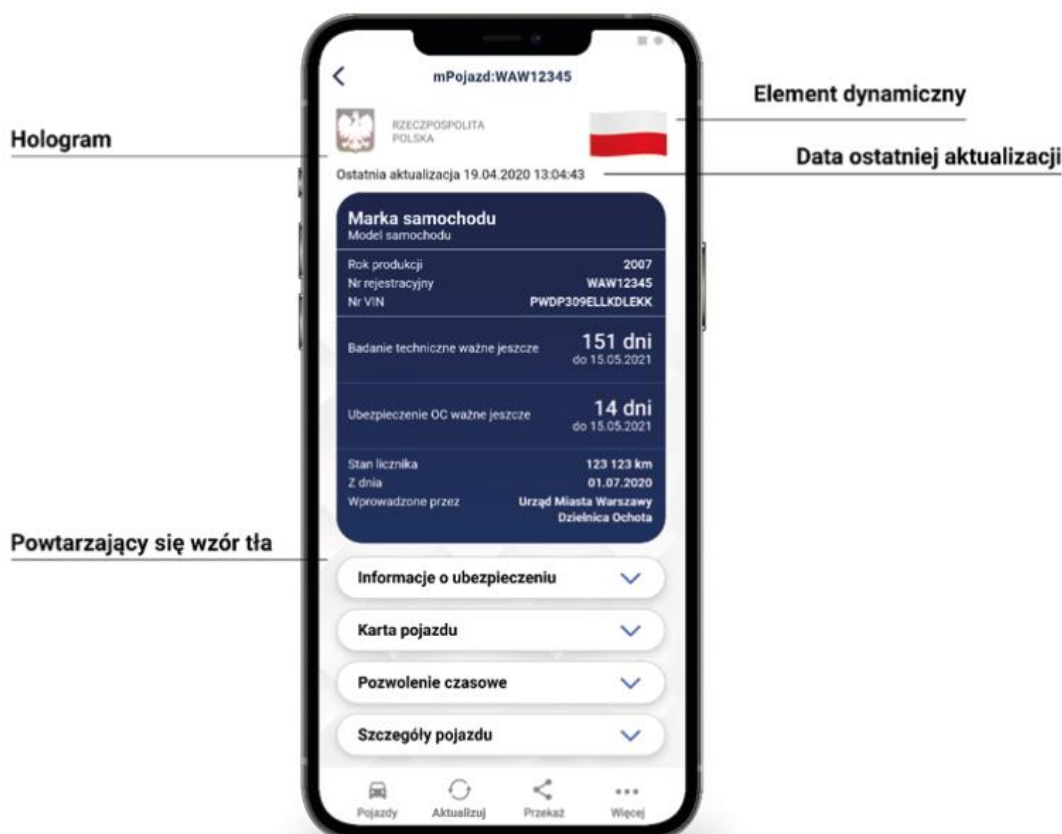 mPojazd:WAW12345
Element dynamiczny
RZECZPOSPOLITA
POLSKA
Hologram
Data ostatniej aktualizacji
Ostatnia aktualizacja 19.04.2020 13:04:43
Marka samochodu
Model samochodu
Rok produkcji 2007
Nr rejestracyjny WAW12345
Nr VIN PWDP309ELLKDLEKK
Badanie techniczne ważne jeszcze 151 dni
do 15.05.2021
Ubezpieczenie OC ważne jeszcze 14 dni
do 15.05.2021
Stan licznika 123 123 km
Z dnia 01.07.2020
Wprowadzone przez Urząd Miasta Warszawy
Dzielnica Ochota
Powtarzający się wzór tła
Informacje o ubezpieczeniu
Karta pojazdu
Pozwolenie czasowe
Szczegóły pojazdu
Pojazdy Aktualizuj Przekaż Więcej